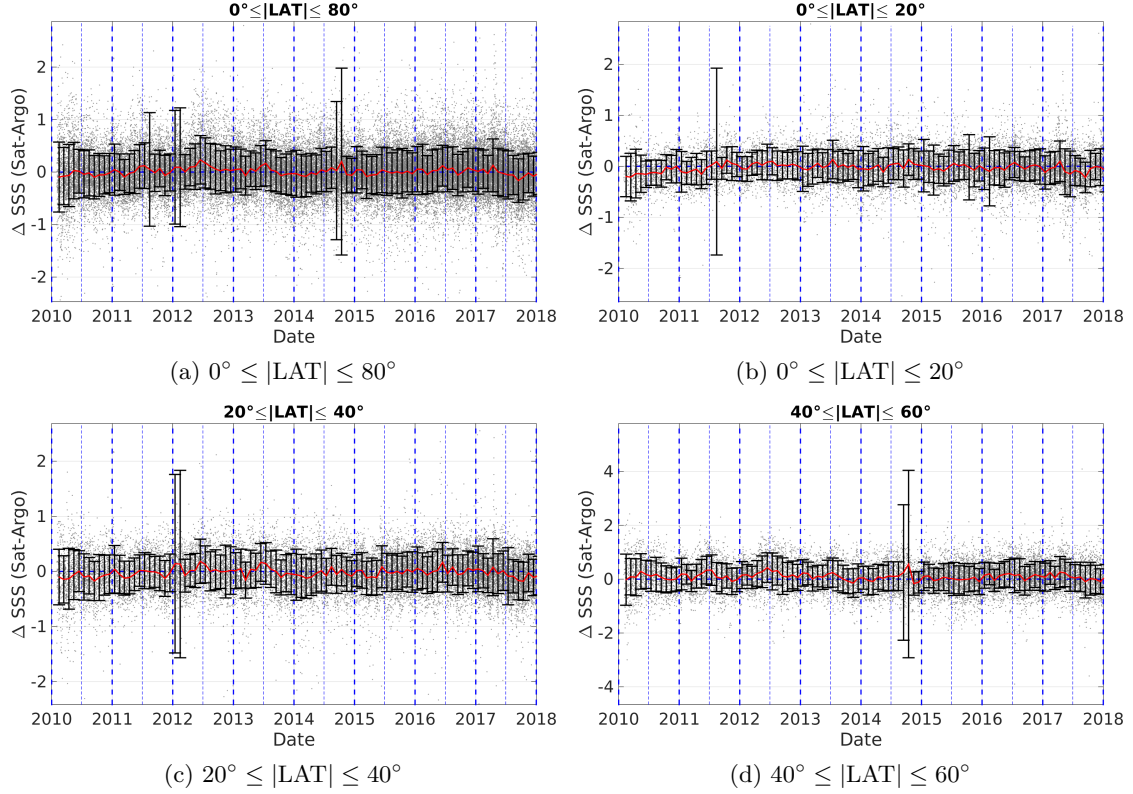 0°≤|LAT|≤ 80°
Δ SSS (Sat-Argo)
2
1
0
-1
-2
2010 2011 2012 2013 2014 2015 2016 2017 2018
Date
(a) 0° ≤ |LAT| ≤ 80°
0°≤|LAT|≤ 20°
Δ SSS (Sat-Argo)
2
1
0
-1
-2
2010 2011 2012 2013 2014 2015 2016 2017 2018
Date
(b) 0° ≤ |LAT| ≤ 20°
20°≤|LAT|≤ 40°
Δ SSS (Sat-Argo)
2
1
0
-1
-2
2010 2011 2012 2013 2014 2015 2016 2017 2018
Date
(c) 20° ≤ |LAT| ≤ 40°
40°≤|LAT|≤ 60°
Δ SSS (Sat-Argo)
4
2
0
-2
-4
2010 2011 2012 2013 2014 2015 2016 2017 2018
Date
(d) 40° ≤ |LAT| ≤ 60°